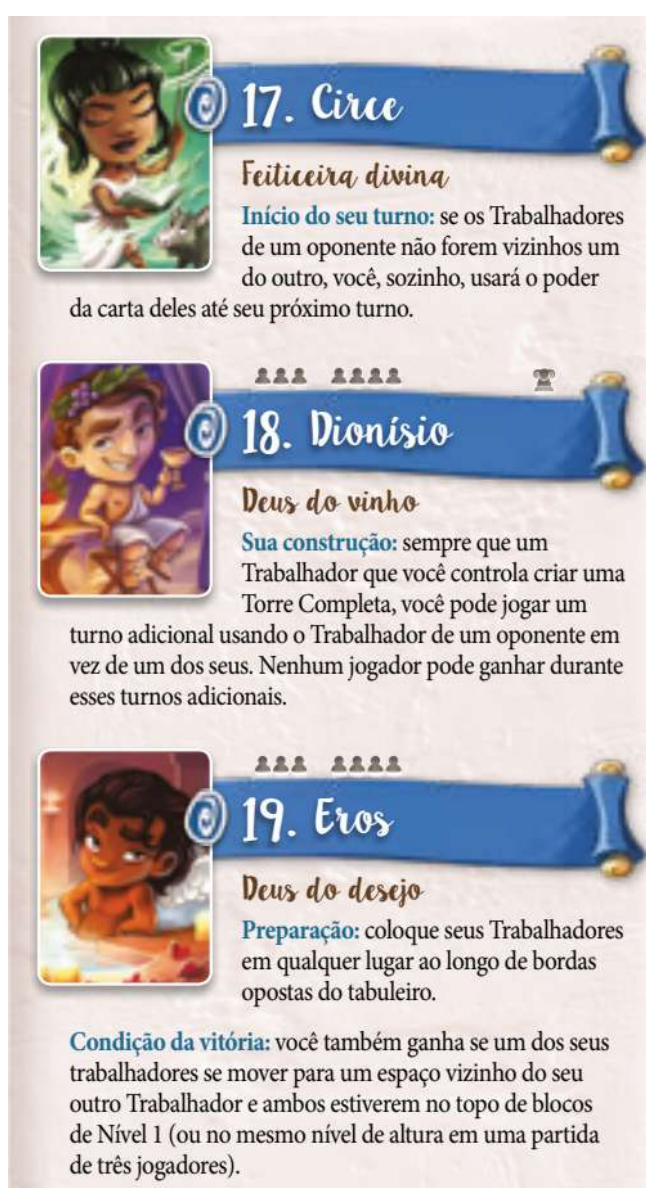 17. Circe
Feiticeira divina
Início do seu turno: se os Trabalhadores
de um oponente não forem vizinhos um
do outro, você, sozinho, usará o poder
da carta deles até seu próximo turno.
18. Dionísio
Deus do vinho
Sua construção: sempre que um
Trabalhador que você controla criar uma
Torre Completa, você pode jogar um
turno adicional usando o Trabalhador de um oponente em
vez de um dos seus. Nenhum jogador pode ganhar durante
esses turnos adicionais.
19. Eros
Deus do desejo
Preparação: coloque seus Trabalhadores
em qualquer lugar ao longo de bordas
opostas do tabuleiro.
Condição da vitória: você também ganha se um dos seus
trabalhadores se mover para um espaço vizinho do seu
outro Trabalhador e ambos estiverem no topo de blocos
de Nível 1 (ou no mesmo nível de altura em uma partida
de três jogadores).